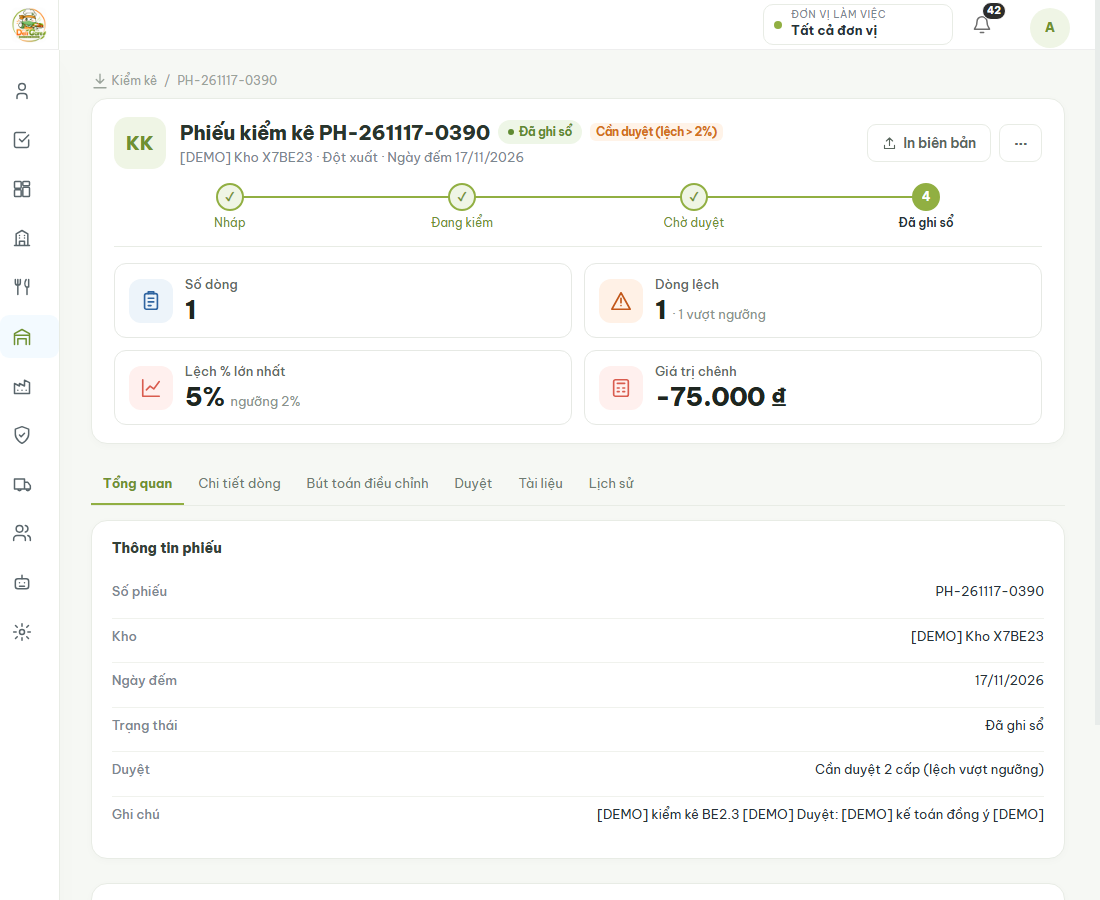 ĐƠN VỊ LÀM VIỆC
Tất cả đơn vị
42
A
Kiểm kê / PH-261117-0390
KK
Phiếu kiểm kê PH-261117-0390
Đã ghi sổ
Cần duyệt (lệch > 2%)
[DEMO] Kho X7BE23 · Đột xuất · Ngày đếm 17/11/2026
In biên bản
...
4
Nháp
Đang kiểm
Chờ duyệt
Đã ghi sổ
Số dòng
1
Dòng lệch
1 · 1 vượt ngưỡng
Lệch % lớn nhất
5% ngưỡng 2%
Giá trị chênh
-75.000 ₫
Tổng quan
Chi tiết dòng
Bút toán điều chỉnh
Duyệt
Tài liệu
Lịch sử
Thông tin phiếu
Số phiếu
PH-261117-0390
Kho
[DEMO] Kho X7BE23
Ngày đếm
17/11/2026
Trạng thái
Đã ghi sổ
Duyệt
Cần duyệt 2 cấp (lệch vượt ngưỡng)
Ghi chú
[DEMO] kiểm kê BE2.3 [DEMO] Duyệt: [DEMO] kế toán đồng ý [DEMO]